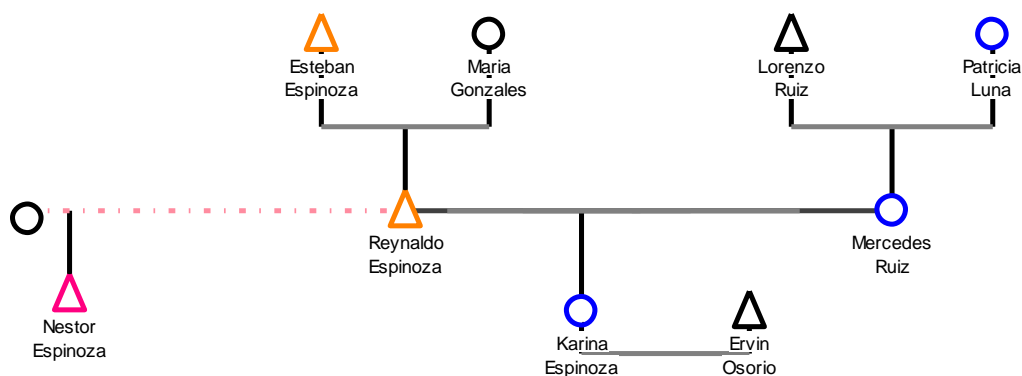 Esteban
Espinoza
Maria
Gonzales
Lorenzo
Ruiz
Patricia
Luna
Reynaldo
Espinoza
Mercedes
Ruiz
Nestor
Espinoza
Karina
Espinoza
Ervin
Osorio